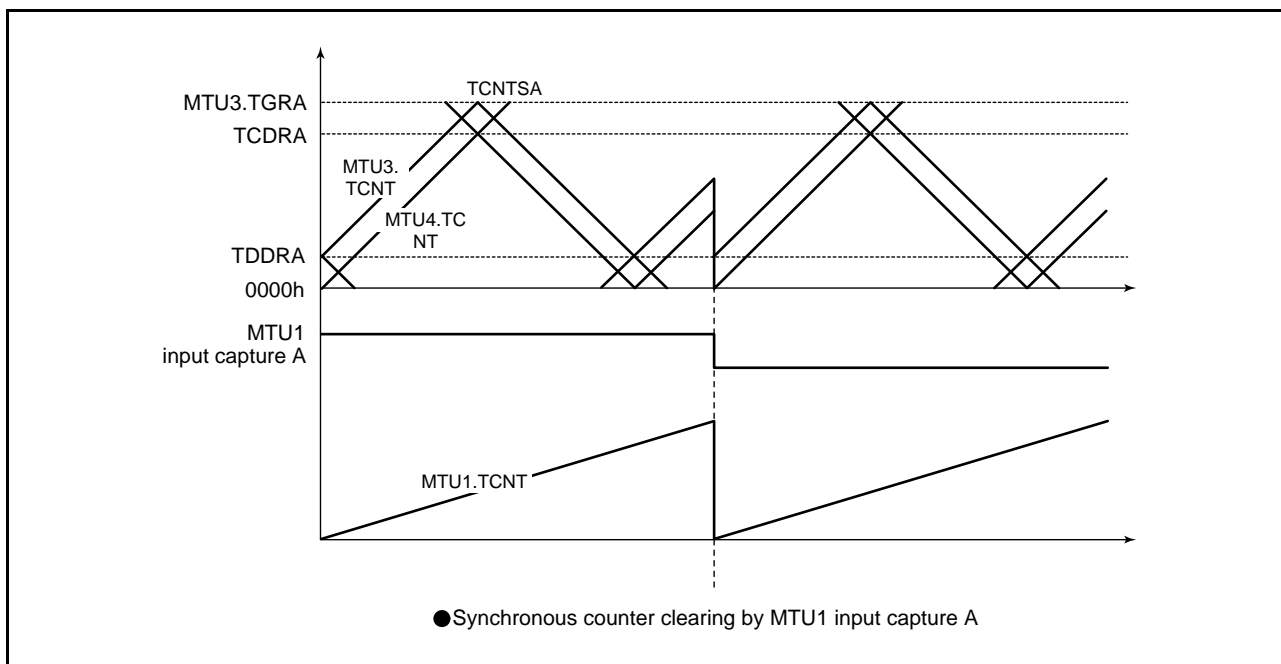 TCNTSA
MTU3.TGRA
TCDRA
MTU3.
TCNT
MTU4.TC
NT
TDDRA
0000h
MTU1
input capture A
MTU1.TCNT
●Synchronous counter clearing by MTU1 input capture A